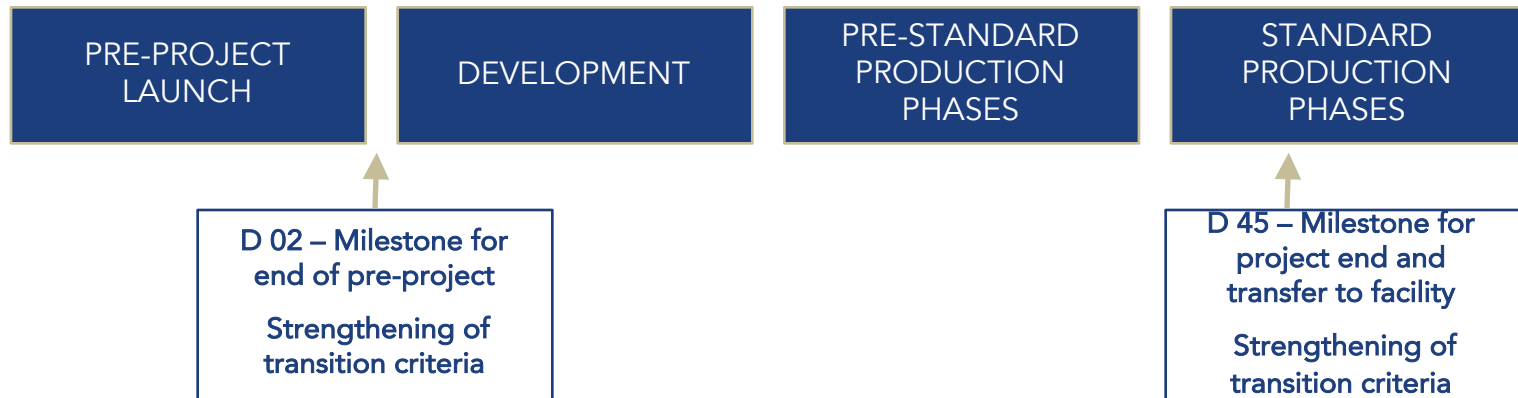 PRE-PROJECT
LAUNCH
DEVELOPMENT
PRE-STANDARD
PRODUCTION
PHASES
STANDARD
PRODUCTION
PHASES
D 02 – Milestone for
end of pre-project
Strengthening of
transition criteria
D 45 – Milestone for
project end and
transfer to facility
Strengthening of
transition criteria